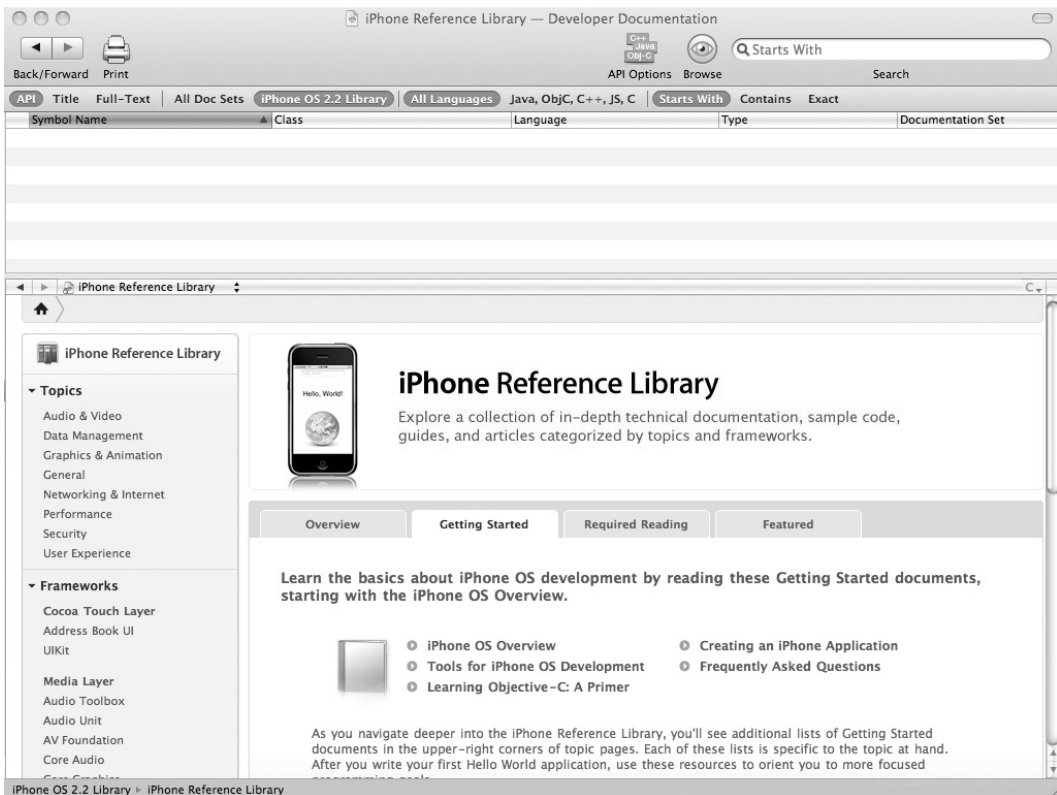 iPhone Reference Library — Developer Documentation
C++
Java
Obj-C
Starts With
Back/Forward Print API Options Browse Search
API Title Full-Text All Doc Sets iPhone OS 2.2 Library All Languages Java, ObjC, C++, JS, C Starts With Contains Exact
Symbol Name Class Language Type Documentation Set
iPhone Reference Library C
iPhone Reference Library
Topics
Audio & Video
Data Management
Graphics & Animation
General
Networking & Internet
Performance
Security
User Experience
Frameworks
Cocoa Touch Layer
Address Book UI
UIKit
Media Layer
Audio Toolbox
Audio Unit
AV Foundation
Core Audio
Core Graphics
Hello, World!
iPhone Reference Library
Explore a collection of in-depth technical documentation, sample code,
guides, and articles categorized by topics and frameworks.
Overview Getting Started Required Reading Featured
Learn the basics about iPhone OS development by reading these Getting Started documents,
starting with the iPhone OS Overview.
iPhone OS Overview
Tools for iPhone OS Development
Learning Objective-C: A Primer
Creating an iPhone Application
Frequently Asked Questions
As you navigate deeper into the iPhone Reference Library, you'll see additional lists of Getting Started
documents in the upper-right corners of topic pages. Each of these lists is specific to the topic at hand.
After you write your first Hello World application, use these resources to orient you to more focused
programming goals.
iPhone OS 2.2 Library iPhone Reference Library